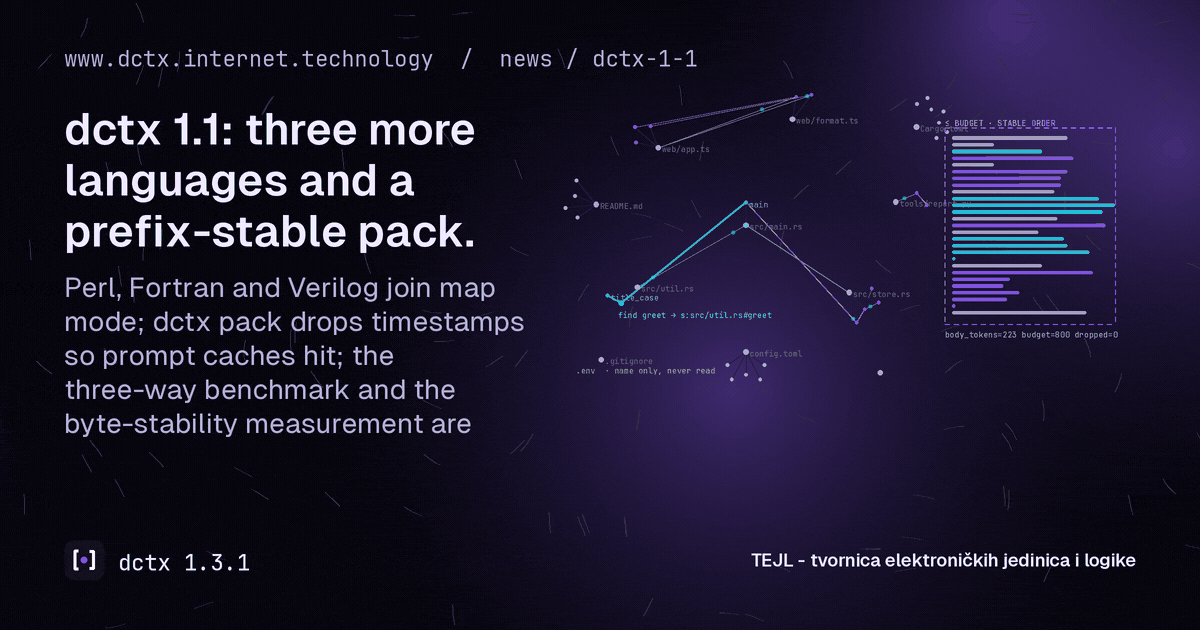 www.dctx.internet.technology / news / dctx-1-1
dctx 1.1: three more
languages and a
prefix-stable pack.
Perl, Fortran and Verilog join map
mode; dctx pack drops timestamps
so prompt caches hit; the
three-way benchmark and the
byte-stability measurement are
web/format.ts
web/app.ts
README.md
main
src/main.rs
src/util.rs
title_case
find greet → s:src/util.rs#greet
src/store.rs
.gitignore
.env · name only, never read
config.toml
≤ BUDGET · STABLE ORDER
body_tokens=223 budget=800 dropped=0
dctx 1.3.1
TEJL - tvornica elektroničkih jedinica i logike